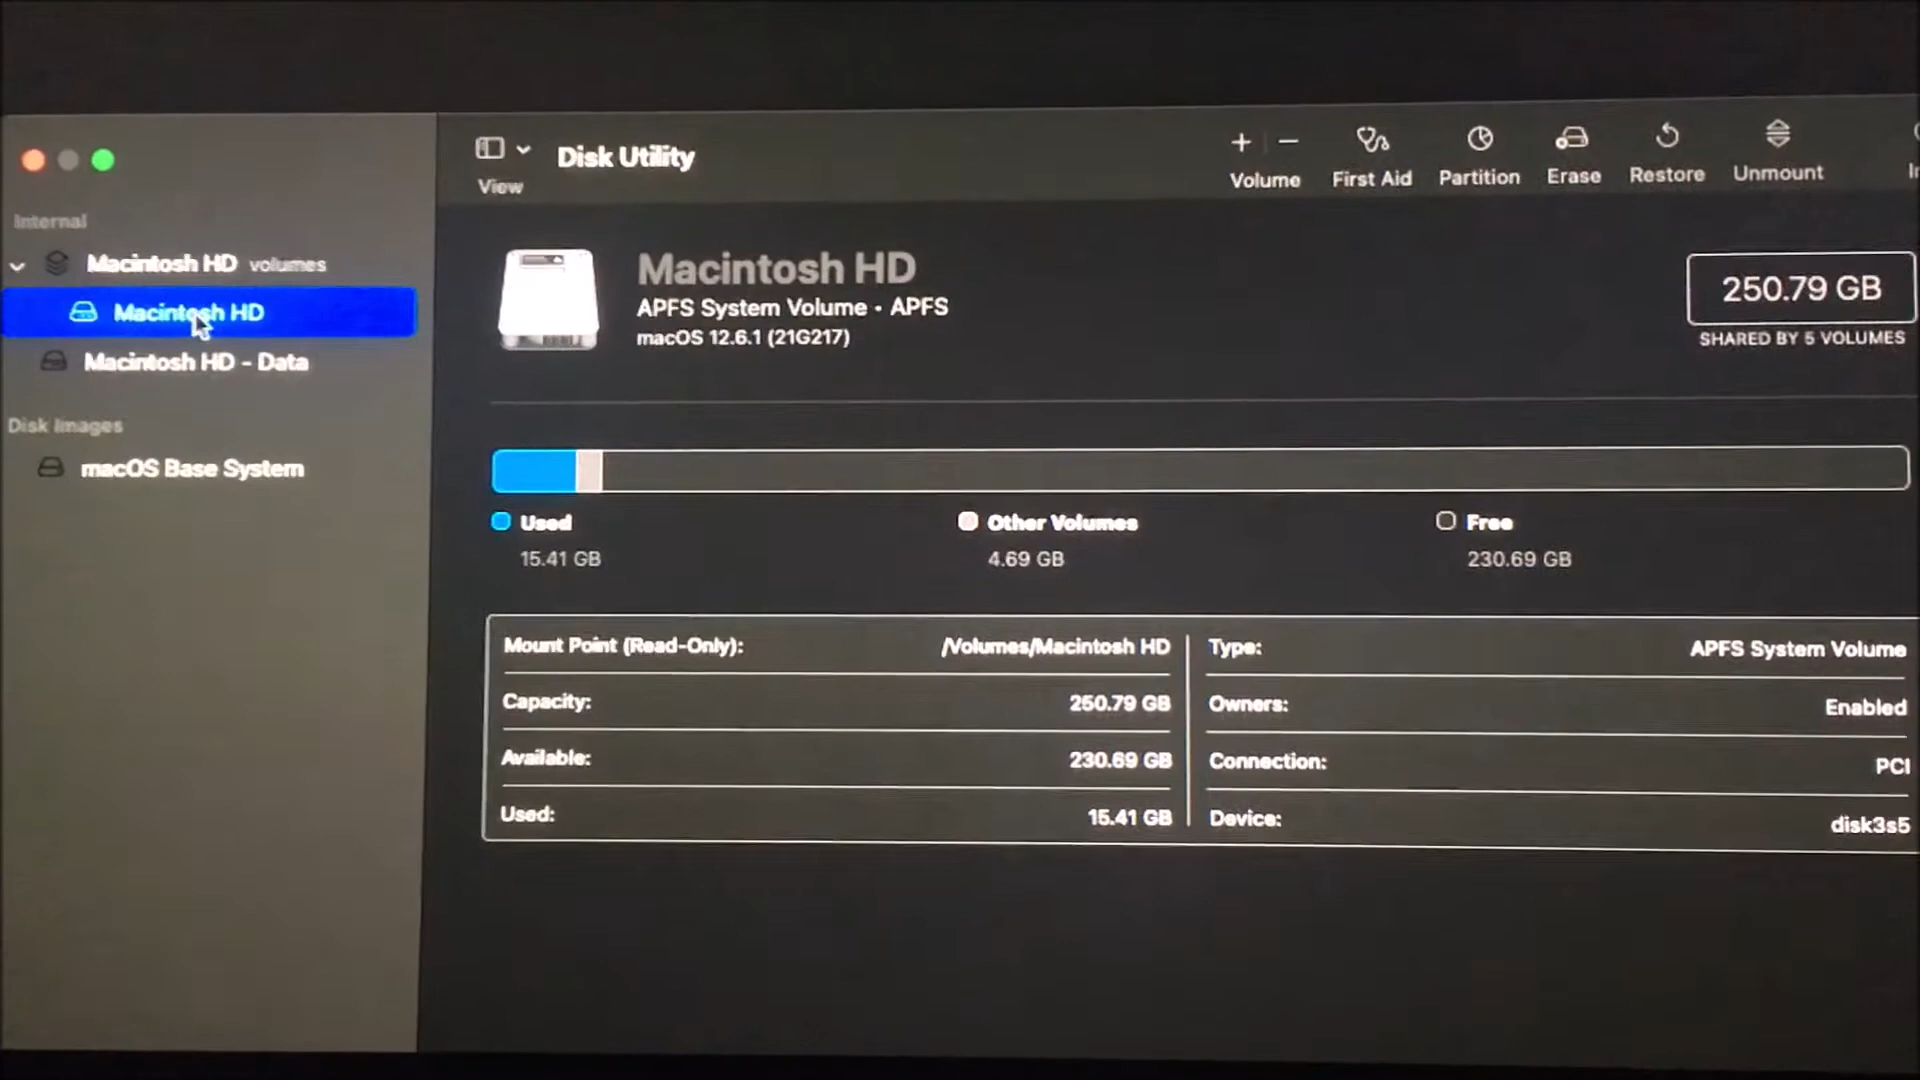 Disk Utility
View
Volume
First Aid
Partition
Erase
Restore
Unmount
Internal
Macintosh HD volumes
Macintosh HD
Macintosh HD - Data
Disk Images
macOS Base System
Macintosh HD
APFS System Volume • APFS
macOS 12.6.1 (21G217)
250.79 GB
SHARED BY 5 VOLUMES
Used
15.41 GB
Other Volumes
4.69 GB
Free
230.69 GB
Mount Point (Read-Only): /Volumes/Macintosh HD
Capacity: 250.79 GB
Available: 230.69 GB
Used: 15.41 GB
Type: APFS System Volume
Owners: Enabled
Connection: PCI
Device: disk3s5